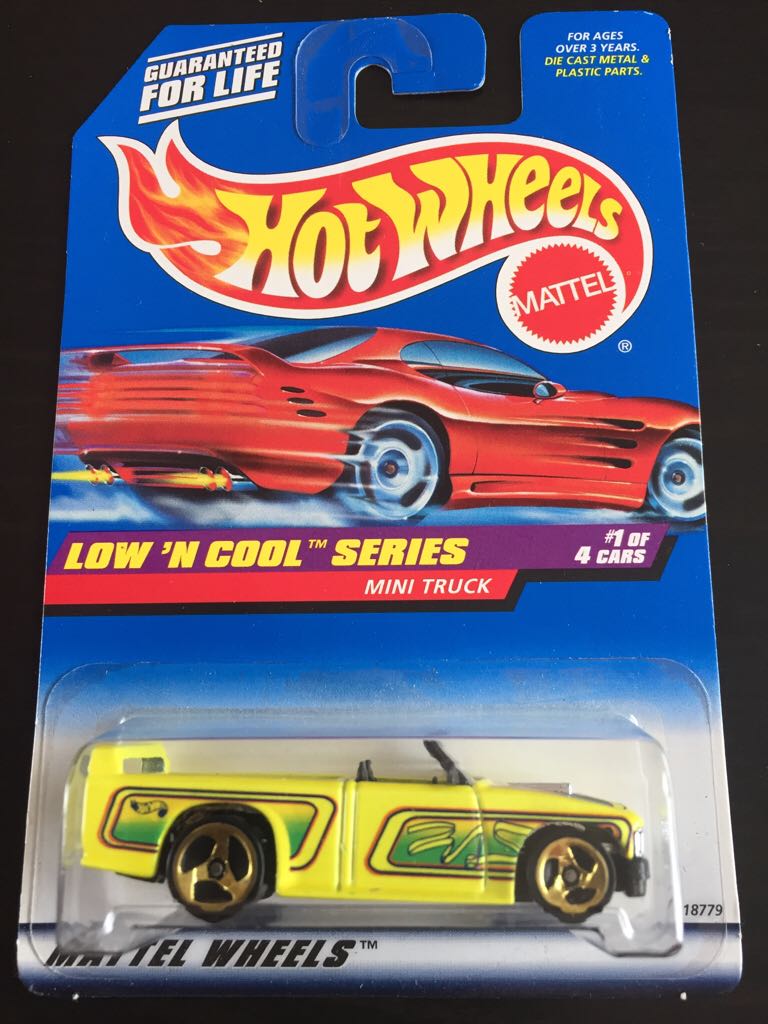 GUARANTEED
FOR LIFE
FOR AGES
OVER 3 YEARS.
DIE CAST METAL &
PLASTIC PARTS.
HOT WHEELS
MATTEL
®
LOW 'N COOL™ SERIES
#1 OF
4 CARS
MINI TRUCK
18779
MATTEL WHEELS™